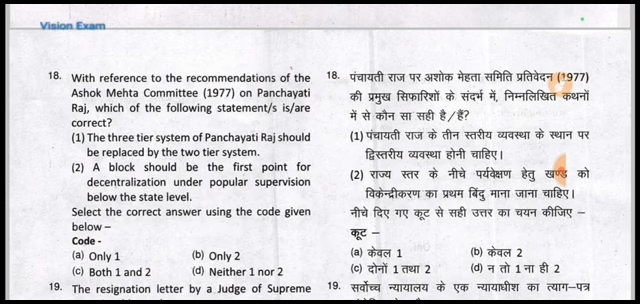 Vision Exam
18. With reference to the recommendations of the
Ashok Mehta Committee (1977) on Panchayati
Raj, which of the following statement/s is/are
correct?
(1) The three tier system of Panchayati Raj should
be replaced by the two tier system.
(2) A block should be the first point for
decentralization under popular supervision
below the state level.
Select the correct answer using the code given
below –
Code -
(a) Only 1 (b) Only 2
(c) Both 1 and 2 (d) Neither 1 nor 2
19. The resignation letter by a Judge of Supreme
18. पंचायती राज पर अशोक मेहता समिति प्रतिवेदन (1977)
की प्रमुख सिफारिशों के संदर्भ में, निम्नलिखित कथनों
में से कौन सा सही है/हैं?
(1) पंचायती राज के तीन स्तरीय व्यवस्था के स्थान पर
द्विस्तरीय व्यवस्था होनी चाहिए।
(2) राज्य स्तर के नीचे पर्यवेक्षण हेतु खण्ड को
विकेन्द्रीकरण का प्रथम बिंदु माना जाना चाहिए।
नीचे दिए गए कूट से सही उत्तर का चयन कीजिए –
कूट –
(a) केवल 1 (b) केवल 2
(c) दोनों 1 तथा 2 (d) न तो 1 ना ही 2
19. सर्वोच्च न्यायालय के एक न्यायाधीश का त्याग–पत्र